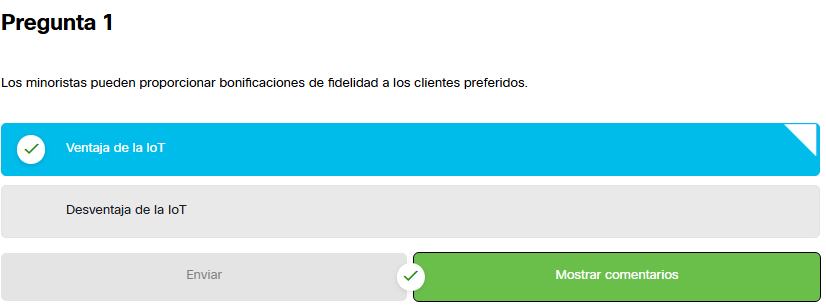 Pregunta 1
Los minoristas pueden proporcionar bonificaciones de fidelidad a los clientes preferidos.
Ventaja de la IoT
Desventaja de la IoT
Enviar
Mostrar comentarios